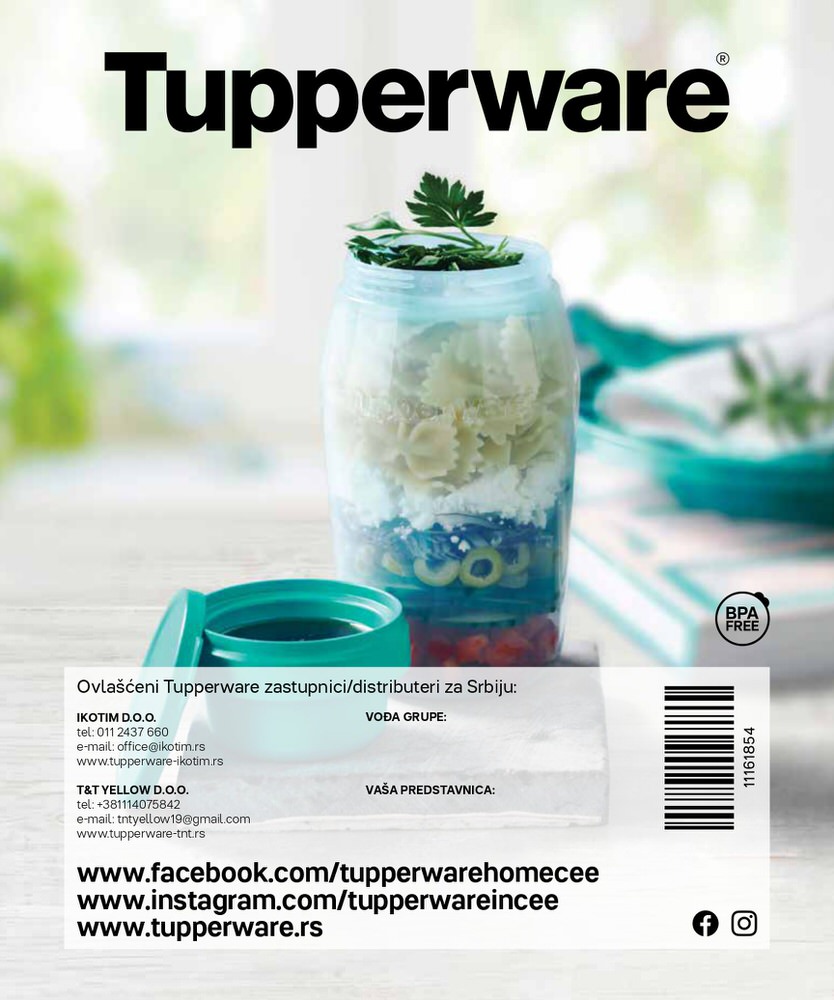 Tupperware®
Tupperware
BPA
FREE
Ovlašćeni Tupperware zastupnici/distributeri za Srbiju:
IKOTIM D.O.O.
tel: 011 2437 660
e-mail: office@ikotim.rs
www.tupperware-ikotim.rs
VOĐA GRUPE:
T&T YELLOW D.O.O.
tel: +381114075842
e-mail: tntyellow19@gmail.com
www.tupperware-tnt.rs
VAŠA PREDSTAVNICA:
11161854
www.facebook.com/tupperwarehomecee
www.instagram.com/tupperwareincee
www.tupperware.rs